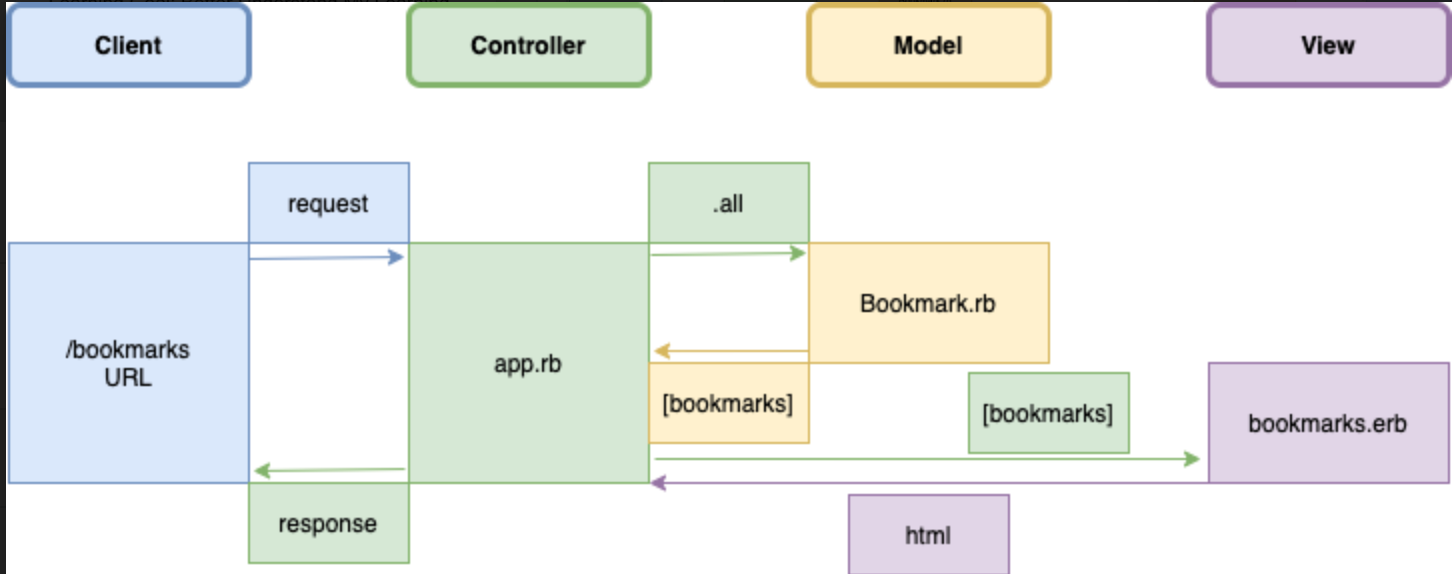 Client
Controller
Model
View
request
.all
/bookmarks
URL
app.rb
Bookmark.rb
[bookmarks]
[bookmarks]
bookmarks.erb
response
html